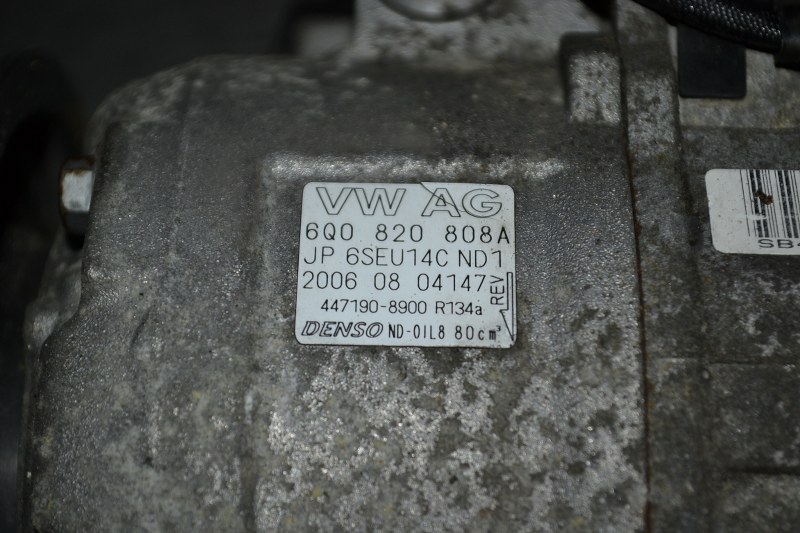 VW AG
6Q0 820 808A
JP 6SEU14C ND1
2006 08 04147
REV
447190-8900 R134a
DENSO ND-OIL8 80cm³
SB